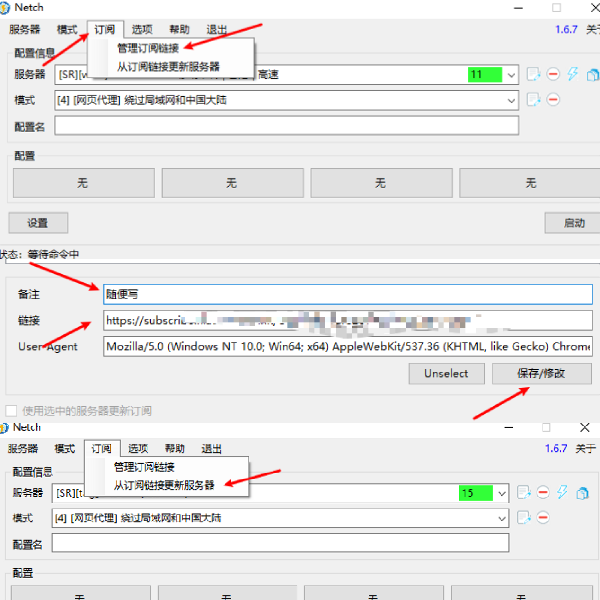 Netch
服务器 模式 订阅 选项 帮助 退出 1.6.7 关于
管理订阅链接
从订阅链接更新服务器
配置信息
服务器 [SR] 高速 11
模式 [4] [网页代理] 绕过局域网和中国大陆
配置名
配置
无 无 无 无
设置 启动
状态: 等待命令中
备注 随便写
链接 https://subscribe
User-Agent Mozilla/5.0 (Windows NT 10.0; Win64; x64) AppleWebKit/537.36 (KHTML, like Gecko) Chrome
Unselect 保存/修改
使用选中的服务器更新订阅
Netch
服务器 模式 订阅 选项 帮助 退出 1.6.7 关于
管理订阅链接
从订阅链接更新服务器
配置信息
服务器 [SR] 15
模式 [4] [网页代理] 绕过局域网和中国大陆
配置名
配置
无 无 无 无